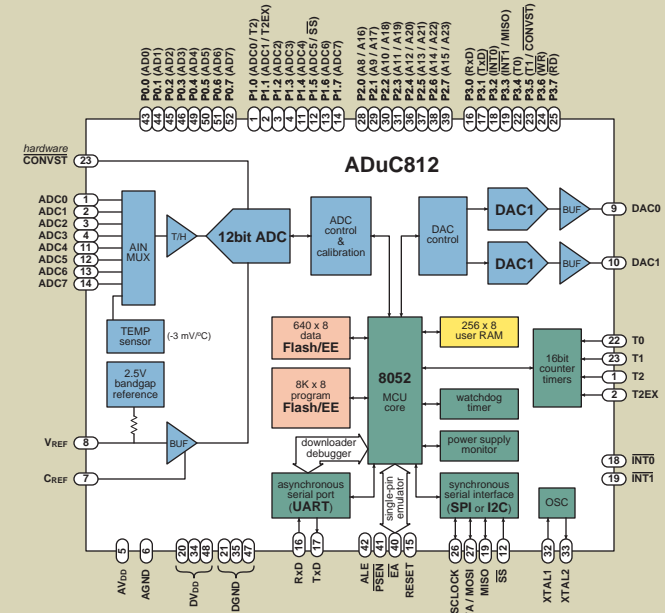 P0.0 (AD0)
P0.1 (AD1)
P0.2 (AD2)
P0.3 (AD3)
P0.4 (AD4)
P0.5 (AD5)
P0.6 (AD6)
P0.7 (AD7)
P1.0 (ADC0 / T2)
P1.1 (ADC1 / T2EX)
P1.2 (ADC2)
P1.3 (ADC3)
P1.4 (ADC4)
P1.5 (ADC5 / SS)
P1.6 (ADC6)
P1.7 (ADC7)
P2.0 (A8 / A16)
P2.1 (A9 / A17)
P2.2 (A10 / A18)
P2.3 (A11 / A19)
P2.4 (A12 / A20)
P2.5 (A13 / A21)
P2.6 (A14 / A22)
P2.7 (A15 / A23)
P3.0 (RxD)
P3.1 (TxD)
P3.2 (INT0)
P3.3 (INT1 / MISO)
P3.4 (T0)
P3.5 (T1 / CONVST)
P3.6 (WR)
P3.7 (RD)
43 44 45 46 49 50 51 52
1 2 3 4 11 12 13 14
28 29 30 31 36 37 38 39
16 17 18 19 22 23 24 25
hardware
CONVST 23
ADuC812
ADC0 1
ADC1 2
ADC2 3
ADC3 4
ADC4 11
ADC5 12
ADC6 13
ADC7 14
AIN
MUX
T/H
12bit ADC
ADC
control
&
calibration
DAC
control
DAC1
BUF
9 DAC0
DAC1
BUF
10 DAC1
TEMP
sensor
(-3 mV/ºC)
2.5V
bandgap
reference
VREF 8
BUF
CREF 7
640 x 8
data
Flash/EE
8K x 8
program
Flash/EE
8052
MCU
core
256 x 8
user RAM
watchdog
timer
power supply
monitor
16bit
counter
timers
22 T0
23 T1
1 T2
2 T2EX
18 INT0
19 INT1
downloader
debugger
asynchronous
serial port
(UART)
single-pin
emulator
synchronous
serial interface
(SPI or I2C)
OSC
5 6 20 34 48 21 35 47 16 17 42 41 40 15 26 27 19 12 32 33
AVDD
AGND
DVDD
DGND
RxD
TxD
ALE
PSEN
EA
RESET
SCLOCK
A / MOSI
MISO
SS
XTAL1
XTAL2